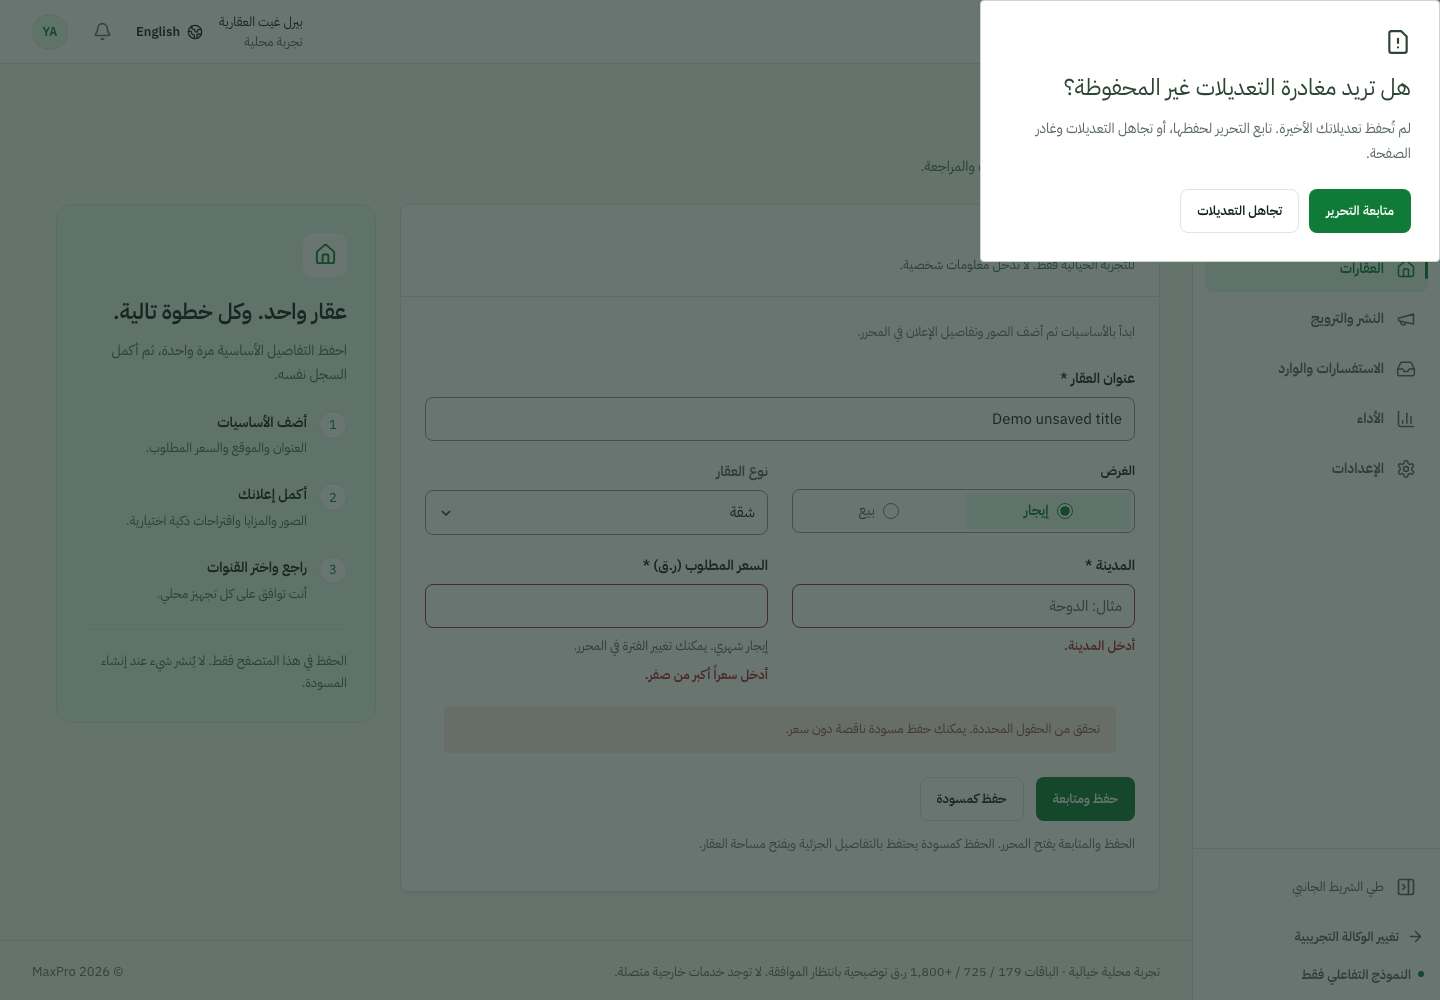 بيرل غيت العقارية
تجربة محلية
English
YA
هل تريد مغادرة التعديلات غير المحفوظة؟
لم تُحفظ تعديلاتك الأخيرة. تابع التحرير لحفظها، أو تجاهل التعديلات وغادر
الصفحة.
متابعة التحرير
تجاهل التعديلات
والمراجعة.
العقارات
النشر والترويج
الاستفسارات والوارد
الأداء
الإعدادات
طي الشريط الجانبي
تغيير الوكالة التجريبية
النموذج التفاعلي فقط
للتجربة الخيالية فقط. لا تدخل معلومات شخصية.
ابدأ بالأساسيات ثم أضف الصور وتفاصيل الإعلان في المحرر.
عنوان العقار *
Demo unsaved title
الغرض
إيجار
بيع
نوع العقار
شقة
المدينة *
مثال: الدوحة
أدخل المدينة.
السعر المطلوب (ر.ق) *
إيجار شهري. يمكنك تغيير الفترة في المحرر.
أدخل سعراً أكبر من صفر.
تحقق من الحقول المحددة. يمكنك حفظ مسودة ناقصة دون سعر.
حفظ ومتابعة
حفظ كمسودة
الحفظ والمتابعة يفتح المحرر. الحفظ كمسودة يحتفظ بالتفاصيل الجزئية ويفتح مساحة العقار.
عقار واحد. وكل خطوة تالية.
احفظ التفاصيل الأساسية مرة واحدة، ثم أكمل
السجل نفسه.
1
أضف الأساسيات
العنوان والموقع والسعر المطلوب.
2
أكمل إعلانك
الصور والمزايا واقتراحات ذكية اختيارية.
3
راجع واختر القنوات
أنت توافق على كل تجهيز محلي.
الحفظ في هذا المتصفح فقط. لا يُنشر شيء عند إنشاء
المسودة.
تجربة محلية خيالية · الباقات 179 / 725 / +1,800 ر.ق توضيحية بانتظار الموافقة. لا توجد خدمات خارجية متصلة.
© 2026 MaxPro